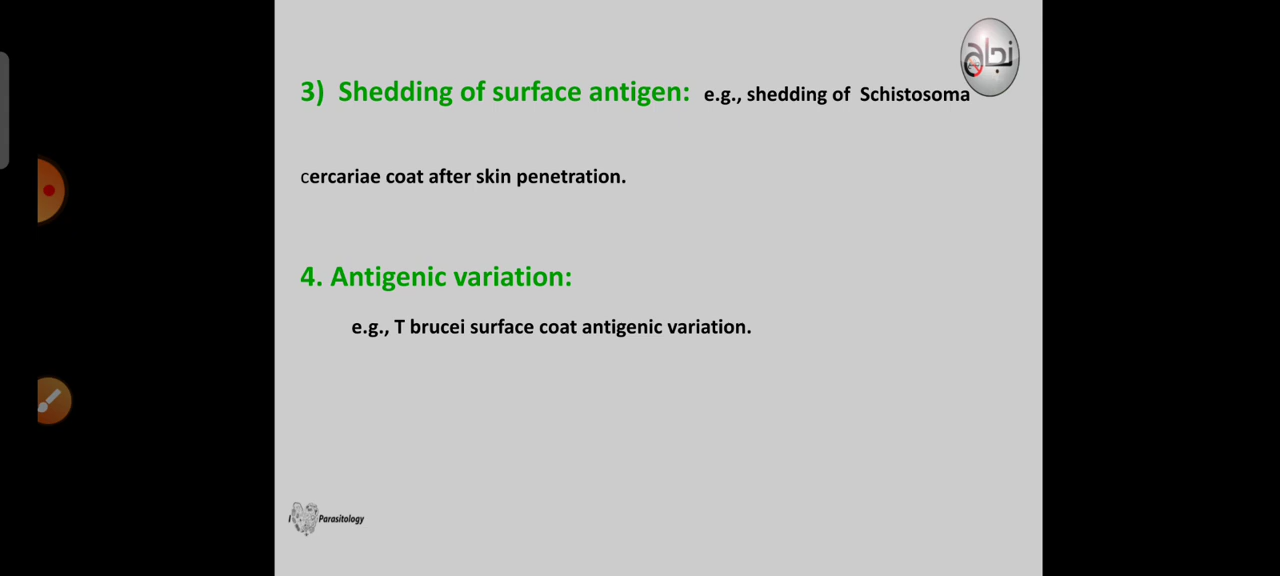 3) Shedding of surface antigen: e.g., shedding of Schistosoma
cercariae coat after skin penetration.
4. Antigenic variation:
e.g., T brucei surface coat antigenic variation.
I Parasitology